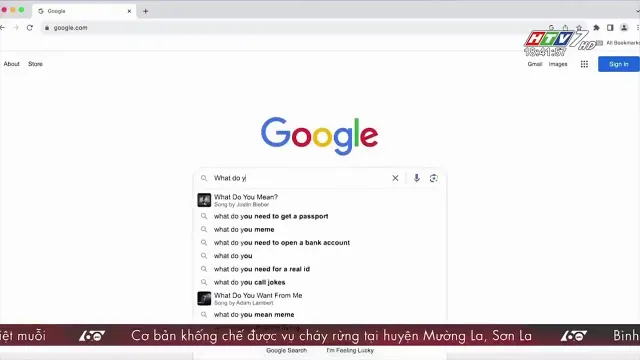 Google
google.com
All Bookmarks
HTV7 HD
18:41:57
About Store
Gmail Images Sign in
Google
What do y
What Do You Mean?
Song by Justin Bieber
what do you need to get a passport
what do you meme
what do you need to open a bank account
what do you
what do you need for a real id
what do you call jokes
What Do You Want From Me
Song by Adam Lambert
what do you mean meme
iệt muỗi 60 Cơ bản khống chế được vụ cháy rừng tại huyện Mường La, Sơn La 60 Bình
Google Search I'm Feeling Lucky